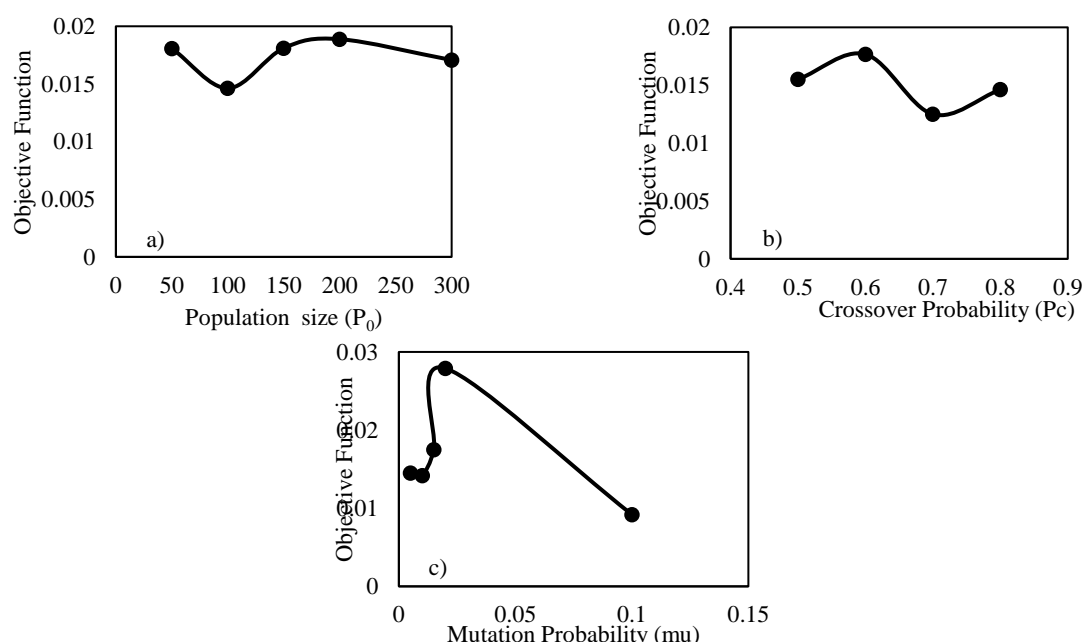 Objective Function
0.02
0.015
0.01
0.005
0
a)
0 50 100 150 200 250 300
Population size (P0)
Objective Function
0.02
0.015
0.01
0.005
0
b)
0.4 0.5 0.6 0.7 0.8 0.9
Crossover Probability (Pc)
Objective Function
0.03
0.02
0.01
0
c)
0 0.05 0.1 0.15
Mutation Probability (mu)